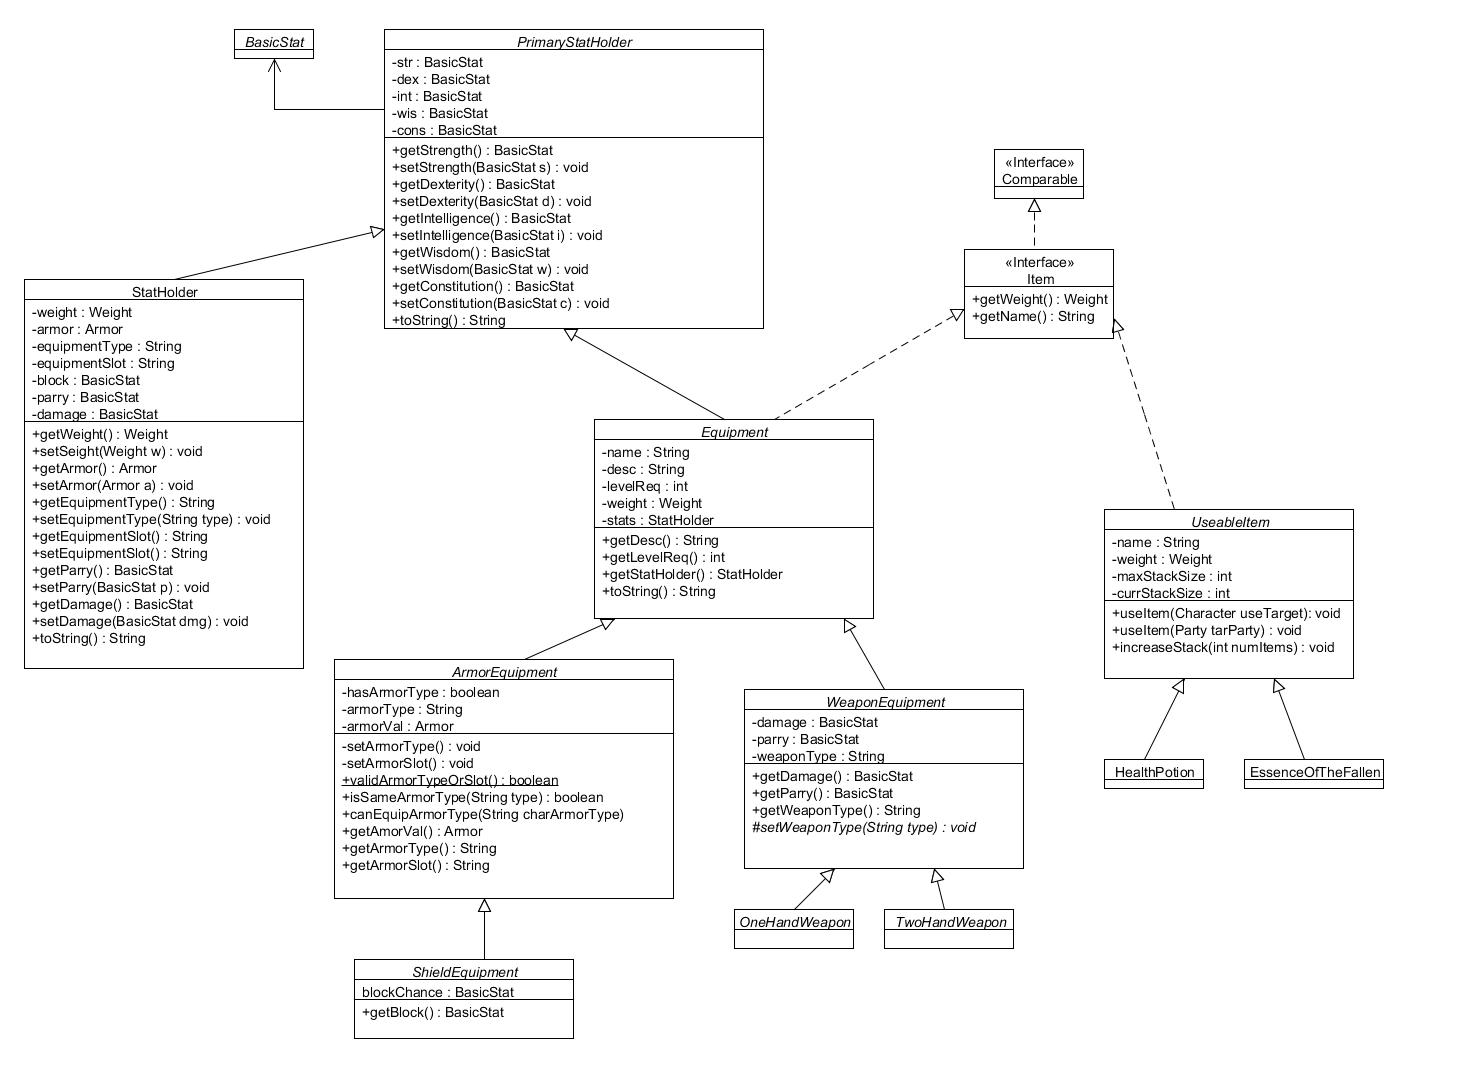 BasicStat
PrimaryStatHolder
-str : BasicStat
-dex : BasicStat
-int : BasicStat
-wis : BasicStat
-cons : BasicStat
+getStrength() : BasicStat
+setStrength(BasicStat s) : void
+getDexterity() : BasicStat
+setDexterity(BasicStat d) : void
+getIntelligence() : BasicStat
+setIntelligence(BasicStat i) : void
+getWisdom() : BasicStat
+setWisdom(BasicStat w) : void
+getConstitution() : BasicStat
+setConstitution(BasicStat c) : void
+toString() : String
«Interface»
Comparable
«Interface»
Item
+getWeight() : Weight
+getName() : String
StatHolder
-weight : Weight
-armor : Armor
-equipmentType : String
-equipmentSlot : String
-block : BasicStat
-parry : BasicStat
-damage : BasicStat
+getWeight() : Weight
+setSeight(Weight w) : void
+getArmor() : Armor
+setArmor(Armor a) : void
+getEquipmentType() : String
+setEquipmentType(String type) : void
+getEquipmentSlot() : String
+setEquipmentSlot() : String
+getParry() : BasicStat
+setParry(BasicStat p) : void
+getDamage() : BasicStat
+setDamage(BasicStat dmg) : void
+toString() : String
Equipment
-name : String
-desc : String
-levelReq : int
-weight : Weight
-stats : StatHolder
+getDesc() : String
+getLevelReq() : int
+getStatHolder() : StatHolder
+toString() : String
UseableItem
-name : String
-weight : Weight
-maxStackSize : int
-currStackSize : int
+useItem(Character useTarget): void
+useItem(Party tarParty) : void
+increaseStack(int numItems) : void
ArmorEquipment
-hasArmorType : boolean
-armorType : String
-armorVal : Armor
-setArmorType() : void
-setArmorSlot() : void
+validArmorTypeOrSlot() : boolean
+isSameArmorType(String type) : boolean
+canEquipArmorType(String charArmorType)
+getAmorVal() : Armor
+getArmorType() : String
+getArmorSlot() : String
WeaponEquipment
-damage : BasicStat
-parry : BasicStat
-weaponType : String
+getDamage() : BasicStat
+getParry() : BasicStat
+getWeaponType() : String
#setWeaponType(String type) : void
HealthPotion
EssenceOfTheFallen
OneHandWeapon
TwoHandWeapon
ShieldEquipment
blockChance : BasicStat
+getBlock() : BasicStat